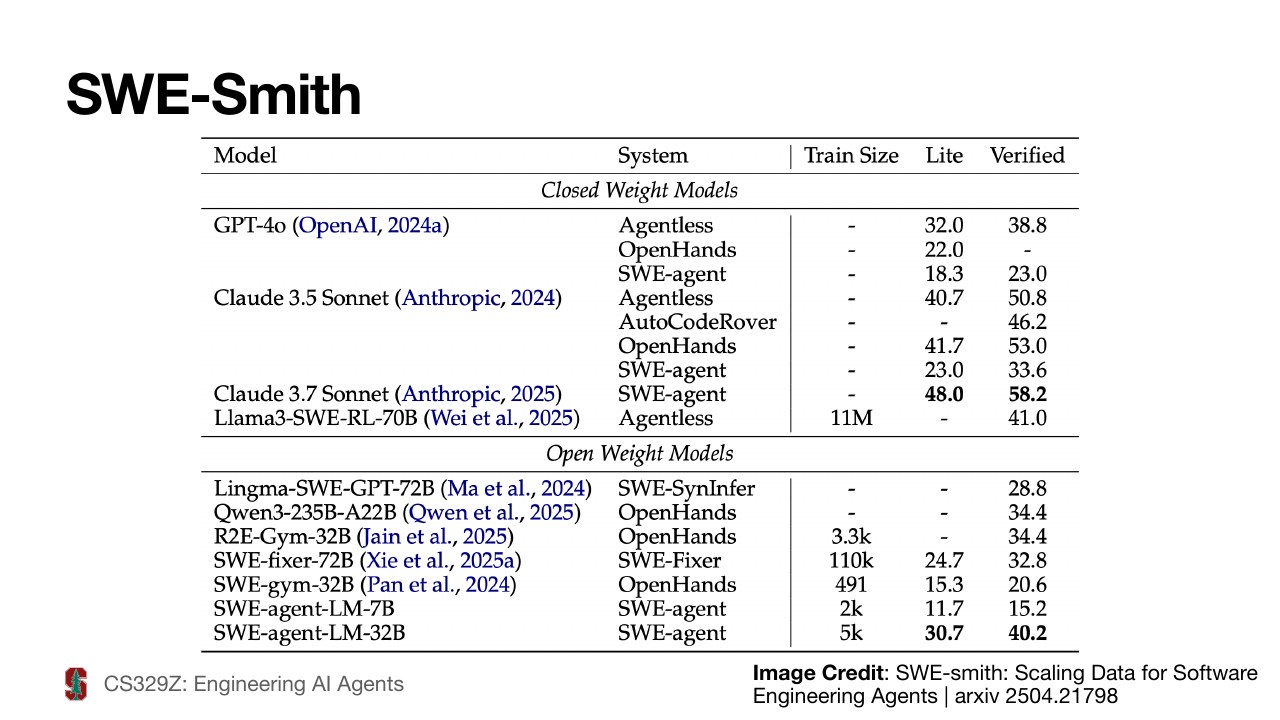 SWE-Smith
Model System Train Size Lite Verified
Closed Weight Models
GPT-4o (OpenAI, 2024a) Agentless - 32.0 38.8
OpenHands - 22.0 -
SWE-agent - 18.3 23.0
Claude 3.5 Sonnet (Anthropic, 2024) Agentless - 40.7 50.8
AutoCodeRover - - 46.2
OpenHands - 41.7 53.0
SWE-agent - 23.0 33.6
Claude 3.7 Sonnet (Anthropic, 2025) SWE-agent - 48.0 58.2
Llama3-SWE-RL-70B (Wei et al., 2025) Agentless 11M - 41.0
Open Weight Models
Lingma-SWE-GPT-72B (Ma et al., 2024) SWE-SynInfer - - 28.8
Qwen3-235B-A22B (Qwen et al., 2025) OpenHands - - 34.4
R2E-Gym-32B (Jain et al., 2025) OpenHands 3.3k - 34.4
SWE-fixer-72B (Xie et al., 2025a) SWE-Fixer 110k 24.7 32.8
SWE-gym-32B (Pan et al., 2024) OpenHands 491 15.3 20.6
SWE-agent-LM-7B SWE-agent 2k 11.7 15.2
SWE-agent-LM-32B SWE-agent 5k 30.7 40.2
CS329Z: Engineering AI Agents
Image Credit: SWE-smith: Scaling Data for Software
Engineering Agents | arxiv 2504.21798